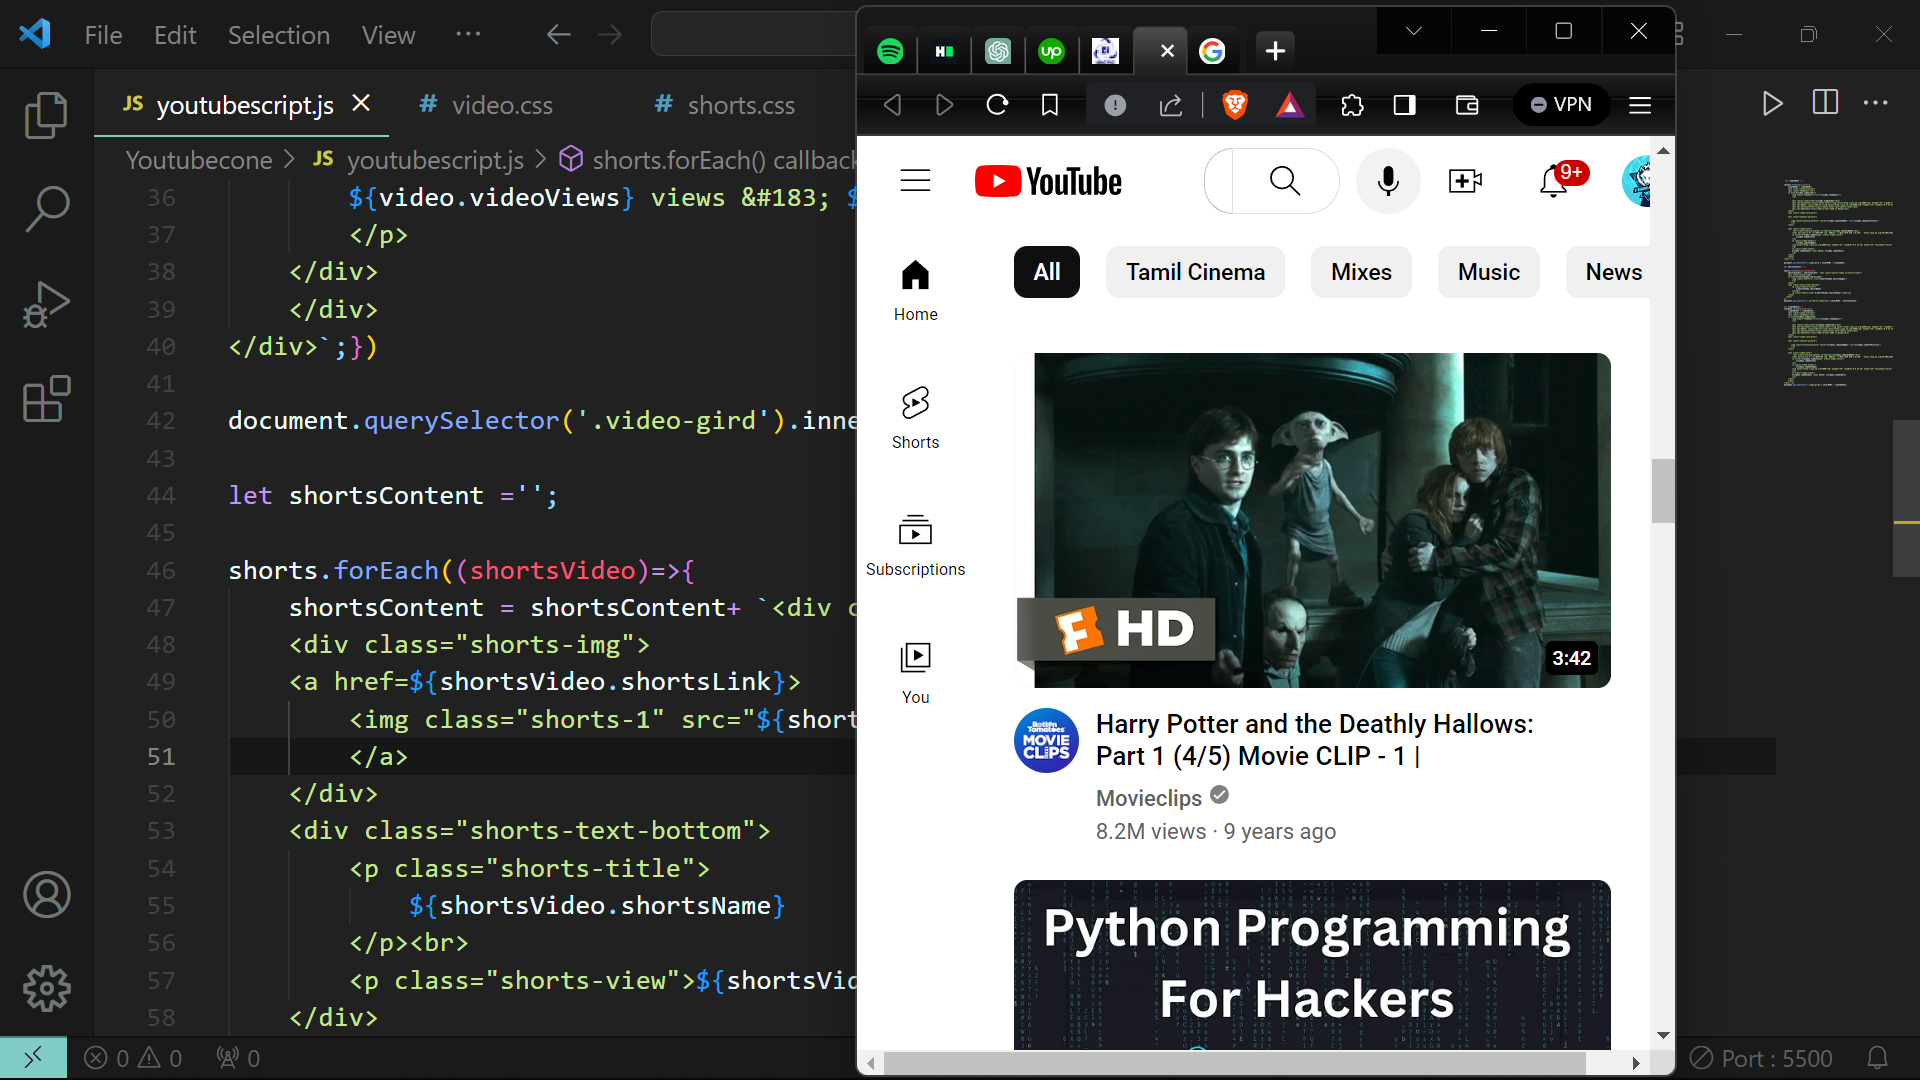 File Edit Selection View ···
JS youtubescript.js # video.css # shorts.css
Youtubecone > JS youtubescript.js > shorts.forEach() callback
36 ${video.videoViews} views &#183; $
37 </p>
38 </div>
39 </div>
40 </div>`;})
41
42 document.querySelector('.video-gird').inne
43
44 let shortsContent ='';
45
46 shorts.forEach((shortsVideo)=>{
47 shortsContent = shortsContent+ `<div c
48 <div class="shorts-img">
49 <a href=${shortsVideo.shortsLink}>
50 <img class="shorts-1" src="${short
51 </a>
52 </div>
53 <div class="shorts-text-bottom">
54 <p class="shorts-title">
55 ${shortsVideo.shortsName}
56 </p><br>
57 <p class="shorts-view">${shortsVid
58 </div>
0 0 0
Port : 5500
up
VPN
YouTube
9+
All Tamil Cinema Mixes Music News
Home
Shorts
Subscriptions
You
HD
3:42
Rotten Tomatoes
MOVIE
CLIPS
Harry Potter and the Deathly Hallows:
Part 1 (4/5) Movie CLIP - 1 |
Movieclips
8.2M views · 9 years ago
Python Programming
For Hackers